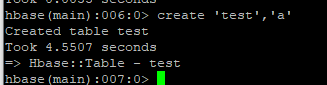 hbase(main):006:0> create 'test','a'
Created table test
Took 4.5507 seconds
=> Hbase::Table - test
hbase(main):007:0>